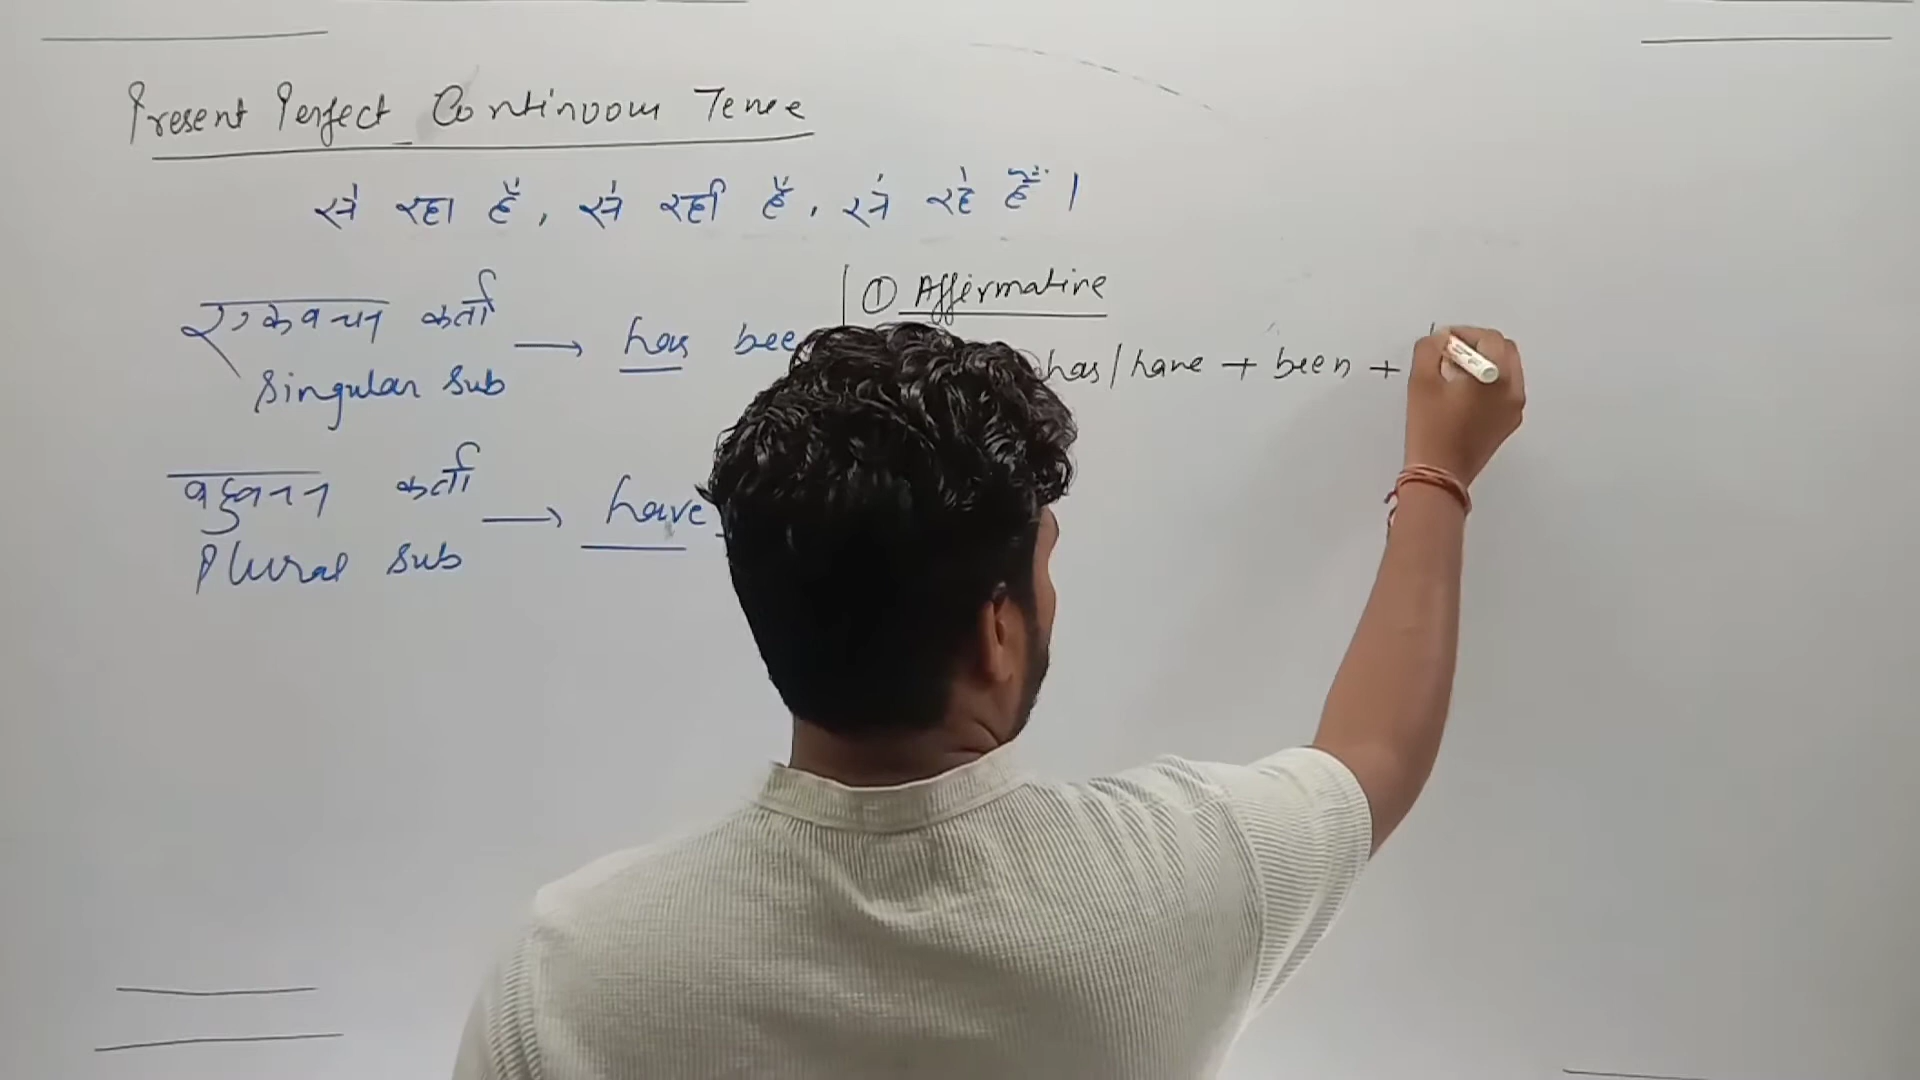 Present Perfect Continuous Tense
से रहा है, से रही है, से रहे हैं।
एकवचन कर्ता → has bee
Singular sub
बहुवचन कर्ता → have
Plural sub
① Affirmative
has/have + been +